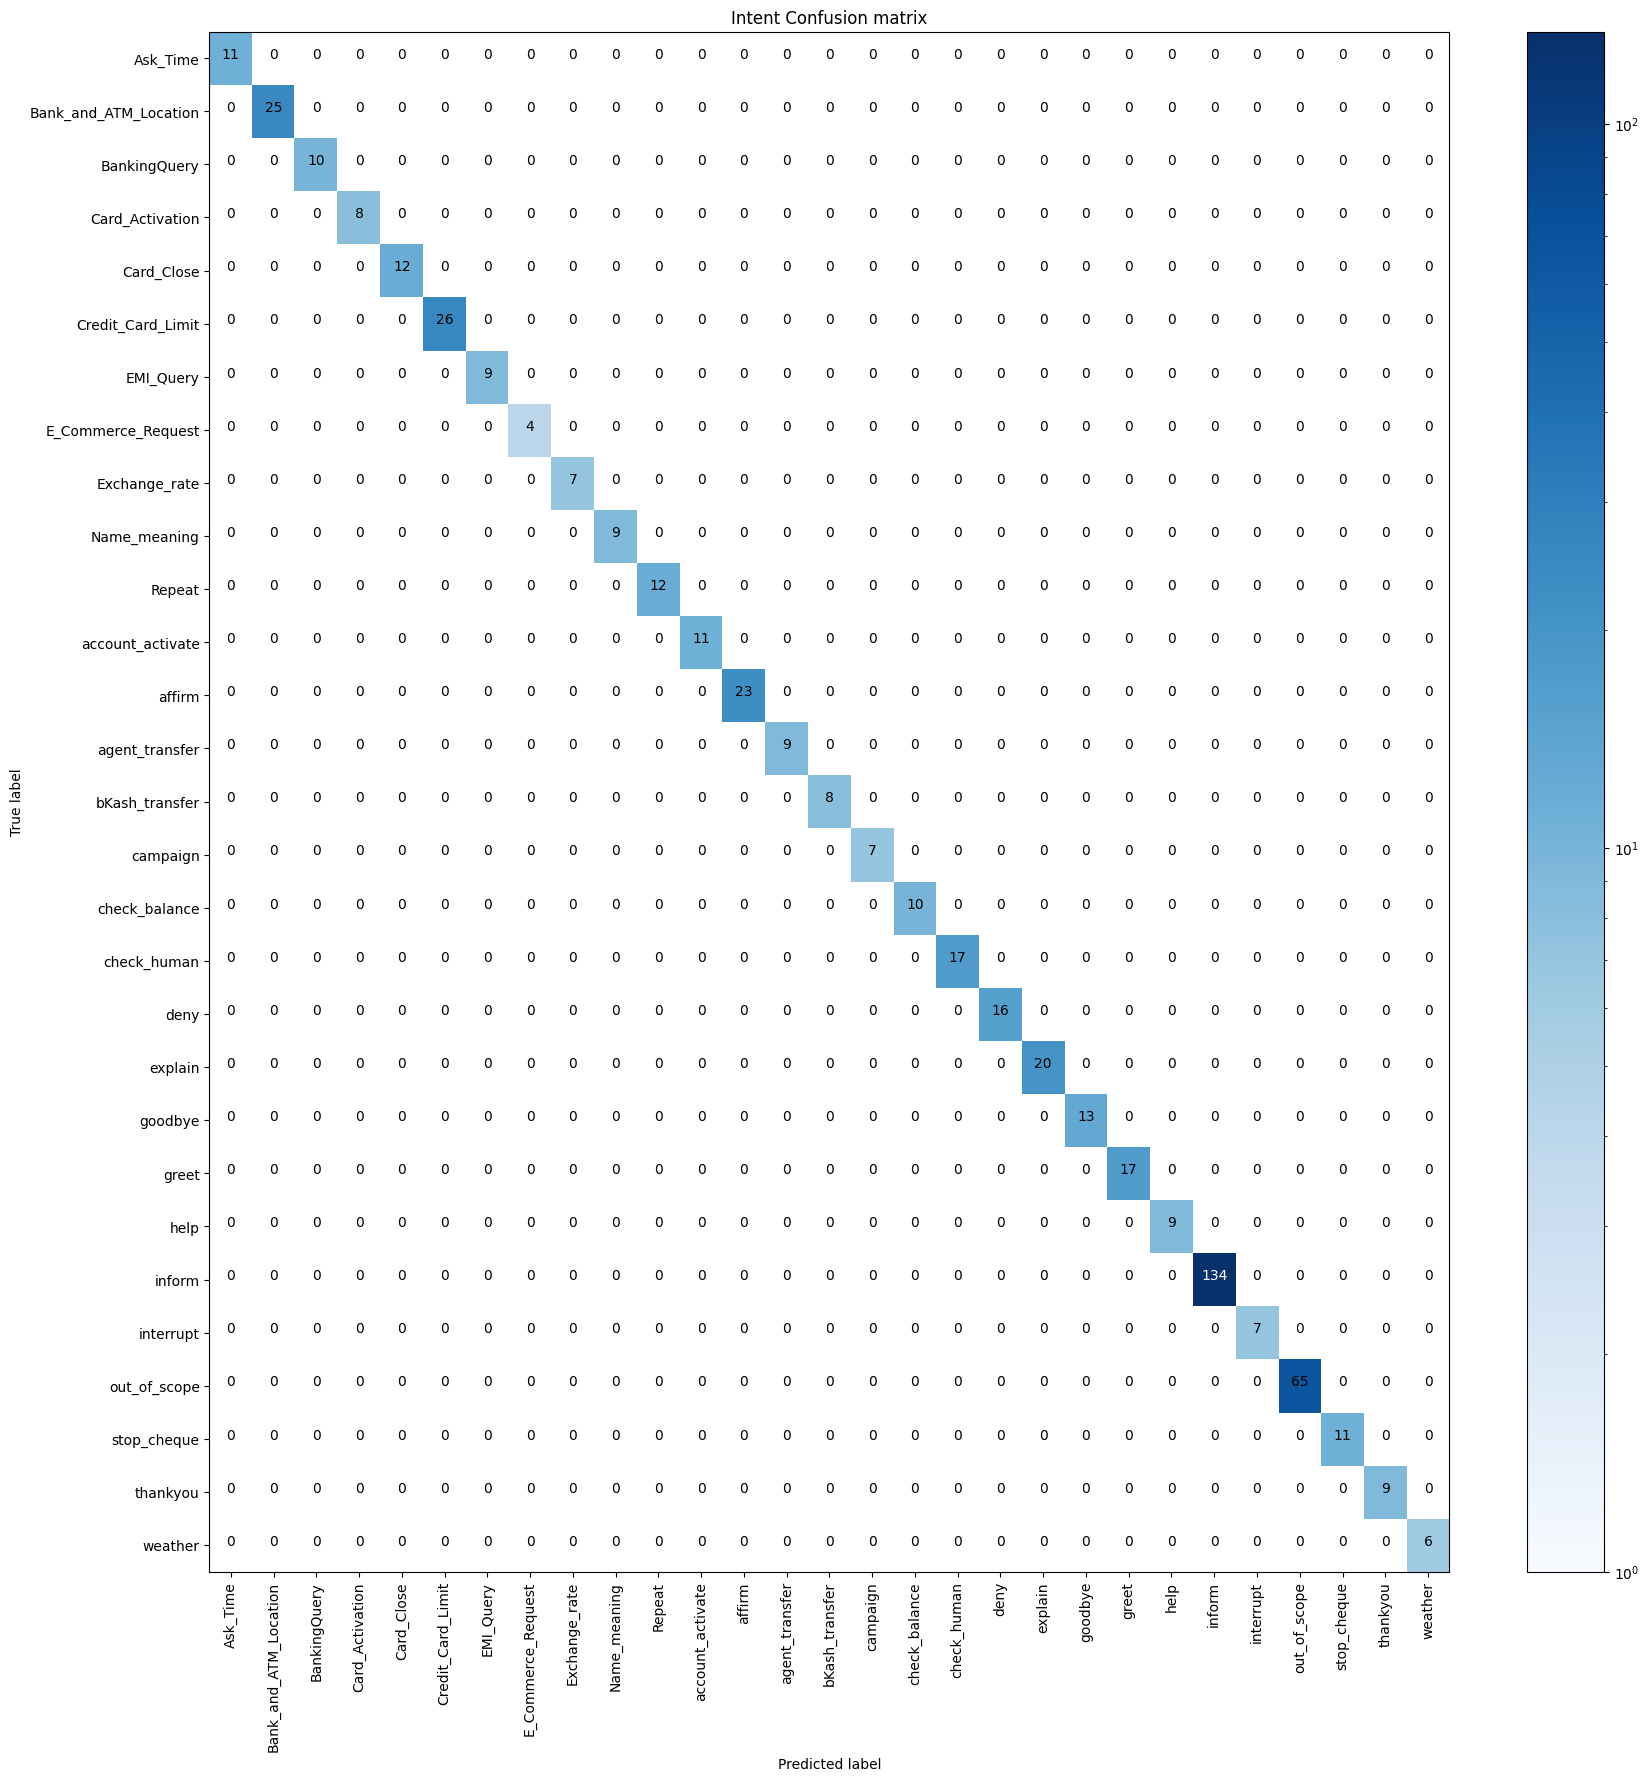 Intent Confusion matrix
Ask_Time 11 0 0 0 0 0 0 0 0 0 0 0 0 0 0 0 0 0 0 0 0 0 0 0 0 0 0 0 0
Bank_and_ATM_Location 0 25 0 0 0 0 0 0 0 0 0 0 0 0 0 0 0 0 0 0 0 0 0 0 0 0 0 0 0
BankingQuery 0 0 10 0 0 0 0 0 0 0 0 0 0 0 0 0 0 0 0 0 0 0 0 0 0 0 0 0 0
Card_Activation 0 0 0 8 0 0 0 0 0 0 0 0 0 0 0 0 0 0 0 0 0 0 0 0 0 0 0 0 0
Card_Close 0 0 0 0 12 0 0 0 0 0 0 0 0 0 0 0 0 0 0 0 0 0 0 0 0 0 0 0 0
Credit_Card_Limit 0 0 0 0 0 26 0 0 0 0 0 0 0 0 0 0 0 0 0 0 0 0 0 0 0 0 0 0 0
EMI_Query 0 0 0 0 0 0 9 0 0 0 0 0 0 0 0 0 0 0 0 0 0 0 0 0 0 0 0 0 0
E_Commerce_Request 0 0 0 0 0 0 0 4 0 0 0 0 0 0 0 0 0 0 0 0 0 0 0 0 0 0 0 0 0
Exchange_rate 0 0 0 0 0 0 0 0 7 0 0 0 0 0 0 0 0 0 0 0 0 0 0 0 0 0 0 0 0
Name_meaning 0 0 0 0 0 0 0 0 0 9 0 0 0 0 0 0 0 0 0 0 0 0 0 0 0 0 0 0 0
Repeat 0 0 0 0 0 0 0 0 0 0 12 0 0 0 0 0 0 0 0 0 0 0 0 0 0 0 0 0 0
account_activate 0 0 0 0 0 0 0 0 0 0 0 11 0 0 0 0 0 0 0 0 0 0 0 0 0 0 0 0 0
affirm 0 0 0 0 0 0 0 0 0 0 0 0 23 0 0 0 0 0 0 0 0 0 0 0 0 0 0 0 0
agent_transfer 0 0 0 0 0 0 0 0 0 0 0 0 0 9 0 0 0 0 0 0 0 0 0 0 0 0 0 0 0
bKash_transfer 0 0 0 0 0 0 0 0 0 0 0 0 0 0 8 0 0 0 0 0 0 0 0 0 0 0 0 0 0
campaign 0 0 0 0 0 0 0 0 0 0 0 0 0 0 0 7 0 0 0 0 0 0 0 0 0 0 0 0 0
check_balance 0 0 0 0 0 0 0 0 0 0 0 0 0 0 0 0 10 0 0 0 0 0 0 0 0 0 0 0 0
check_human 0 0 0 0 0 0 0 0 0 0 0 0 0 0 0 0 0 17 0 0 0 0 0 0 0 0 0 0 0
deny 0 0 0 0 0 0 0 0 0 0 0 0 0 0 0 0 0 0 16 0 0 0 0 0 0 0 0 0 0
explain 0 0 0 0 0 0 0 0 0 0 0 0 0 0 0 0 0 0 0 20 0 0 0 0 0 0 0 0 0
goodbye 0 0 0 0 0 0 0 0 0 0 0 0 0 0 0 0 0 0 0 0 13 0 0 0 0 0 0 0 0
greet 0 0 0 0 0 0 0 0 0 0 0 0 0 0 0 0 0 0 0 0 0 17 0 0 0 0 0 0 0
help 0 0 0 0 0 0 0 0 0 0 0 0 0 0 0 0 0 0 0 0 0 0 9 0 0 0 0 0 0
inform 0 0 0 0 0 0 0 0 0 0 0 0 0 0 0 0 0 0 0 0 0 0 0 134 0 0 0 0 0
interrupt 0 0 0 0 0 0 0 0 0 0 0 0 0 0 0 0 0 0 0 0 0 0 0 0 7 0 0 0 0
out_of_scope 0 0 0 0 0 0 0 0 0 0 0 0 0 0 0 0 0 0 0 0 0 0 0 0 0 65 0 0 0
stop_cheque 0 0 0 0 0 0 0 0 0 0 0 0 0 0 0 0 0 0 0 0 0 0 0 0 0 0 11 0 0
thankyou 0 0 0 0 0 0 0 0 0 0 0 0 0 0 0 0 0 0 0 0 0 0 0 0 0 0 0 9 0
weather 0 0 0 0 0 0 0 0 0 0 0 0 0 0 0 0 0 0 0 0 0 0 0 0 0 0 0 0 6
True label
Ask_Time
Bank_and_ATM_Location
BankingQuery
Card_Activation
Card_Close
Credit_Card_Limit
EMI_Query
E_Commerce_Request
Exchange_rate
Name_meaning
Repeat
account_activate
affirm
agent_transfer
bKash_transfer
campaign
check_balance
check_human
deny
explain
goodbye
greet
help
inform
interrupt
out_of_scope
stop_cheque
thankyou
weather
Predicted label
10²
10¹
10⁰